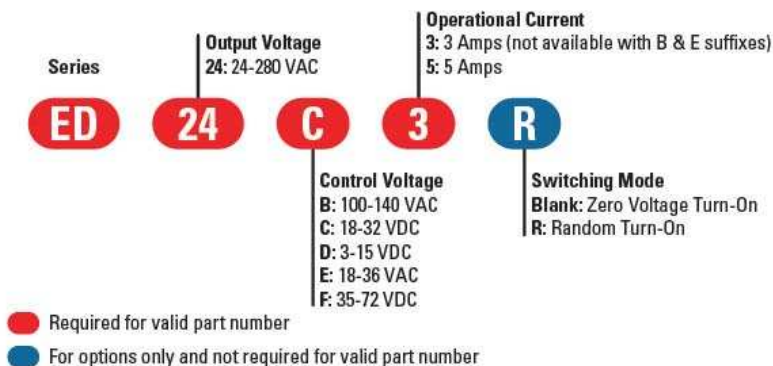 Operational Current
3: 3 Amps (not available with B & E suffixes)
5: 5 Amps
Output Voltage
24: 24-280 VAC
Series
ED 24 C 3 R
Control Voltage
B: 100-140 VAC
C: 18-32 VDC
D: 3-15 VDC
E: 18-36 VAC
F: 35-72 VDC
Switching Mode
Blank: Zero Voltage Turn-On
R: Random Turn-On
Required for valid part number
For options only and not required for valid part number